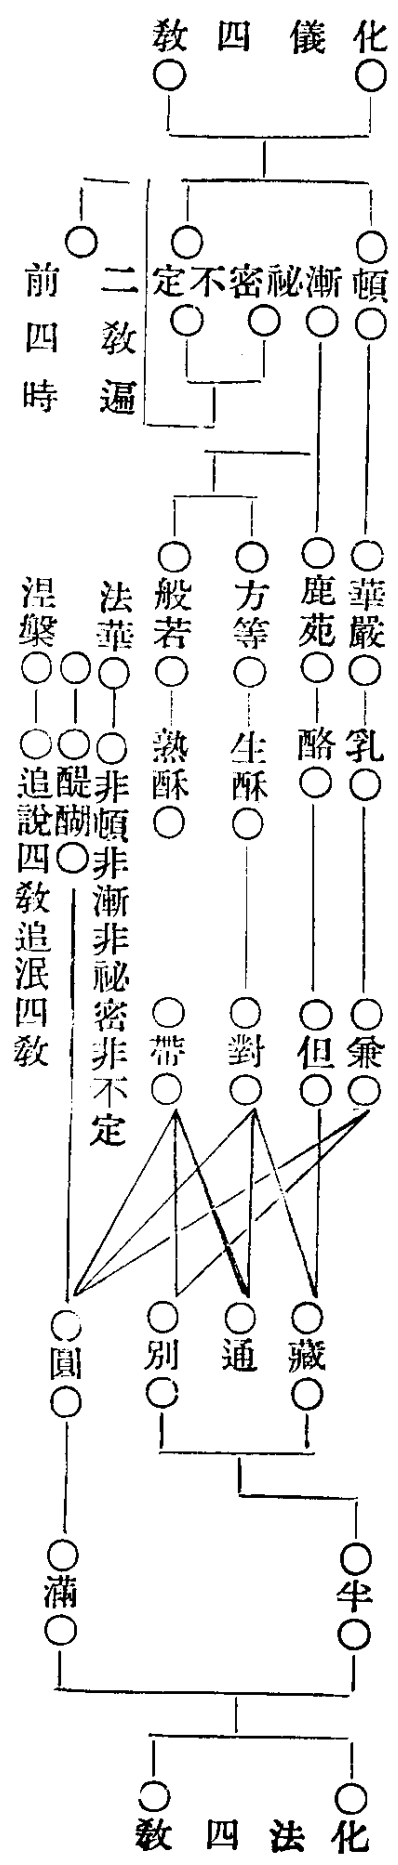 化儀四教
頓
漸
祕密
不定
二教遍
前四時
華嚴
鹿苑
方等
般若
法華
涅槃
乳
酪
生酥
熟酥
非頓非漸非祕密非不定
醍醐
追說四教追泯四教
兼
但
對
帶
藏
通
別
圓
半
滿
化法四教